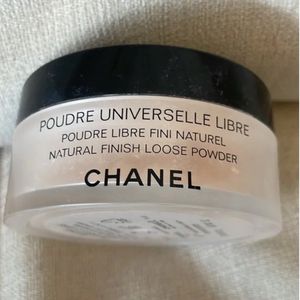 POUDRE UNIVERSELLE LIBRE
POUDRE LIBRE FINI NATUREL
NATURAL FINISH LOOSE POWDER
CHANEL